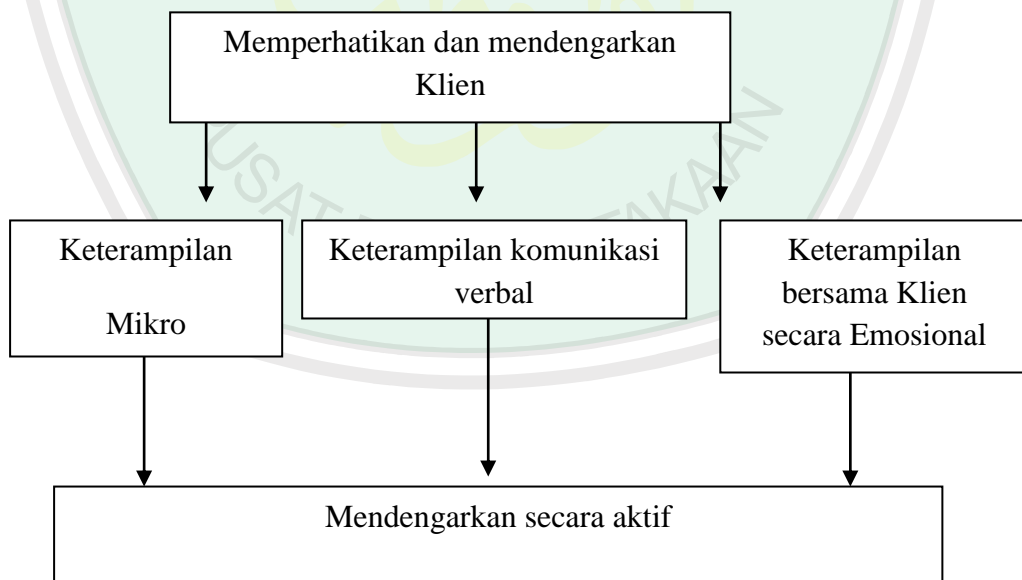 Memperhatikan dan mendengarkan
Klien
Keterampilan
Mikro
Keterampilan komunikasi
verbal
Keterampilan
bersama Klien
secara Emosional
Mendengarkan secara aktif